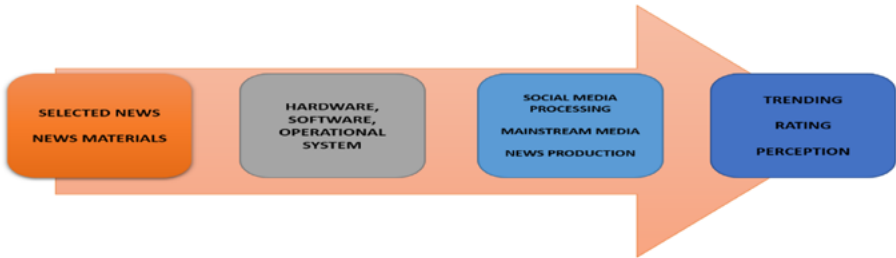 SELECTED NEWS
NEWS MATERIALS
HARDWARE,
SOFTWARE,
OPERATIONAL
SYSTEM
SOCIAL MEDIA
PROCESSING
MAINSTREAM MEDIA
NEWS PRODUCTION
TRENDING
RATING
PERCEPTION